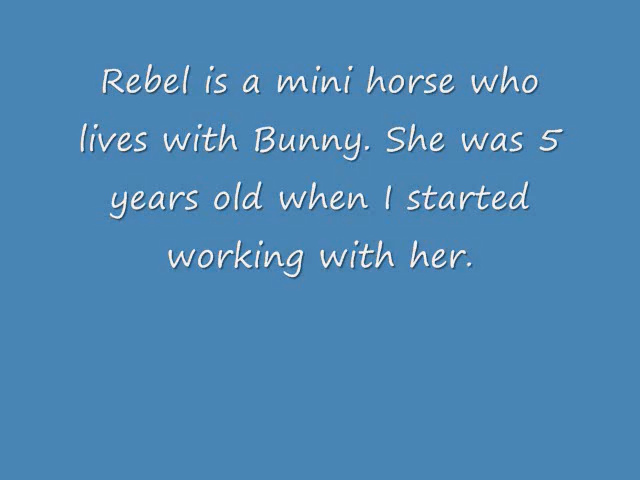 Rebel is a mini horse who
lives with Bunny. She was 5
years old when I started
working with her.